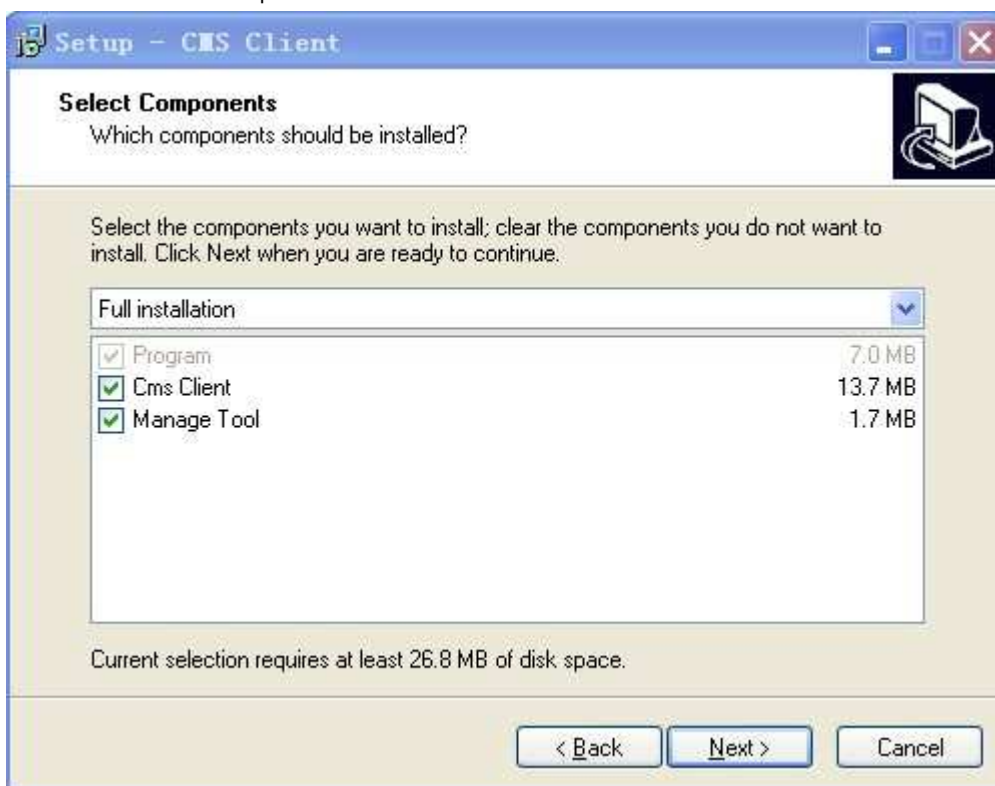 Setup - CMS Client
Select Components
Which components should be installed?
Select the components you want to install; clear the components you do not want to
install. Click Next when you are ready to continue.
Full installation
Program 7.0 MB
Cms Client 13.7 MB
Manage Tool 1.7 MB
Current selection requires at least 26.8 MB of disk space.
< Back Next > Cancel